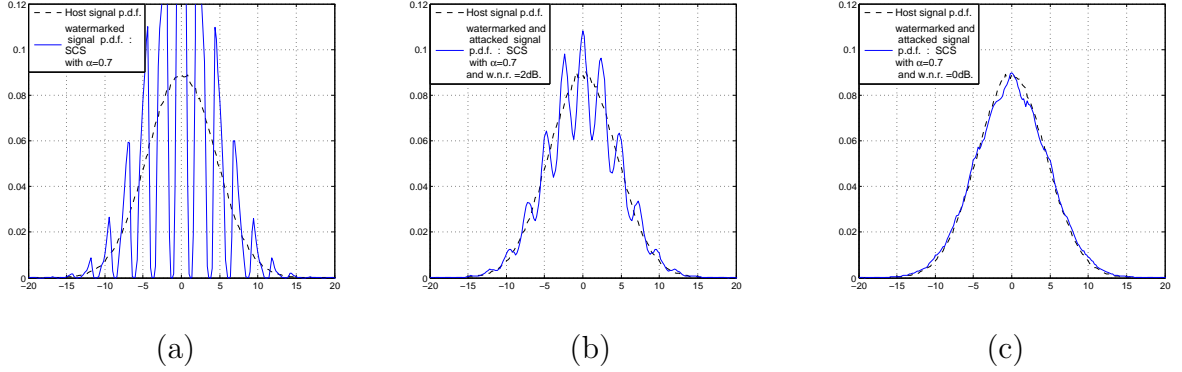 0.12
0.1
0.08
0.06
0.04
0.02
0
−20 −15 −10 −5 0 5 10 15 20
Host signal p.d.f.
watermarked
signal p.d.f. :
SCS
with α=0.7
(a)
0.12
0.1
0.08
0.06
0.04
0.02
0
−20 −15 −10 −5 0 5 10 15 20
Host signal p.d.f.
watermarked and
attacked signal
p.d.f. : SCS
with α=0.7
and w.n.r. =2dB.
(b)
0.12
0.1
0.08
0.06
0.04
0.02
0
−20 −15 −10 −5 0 5 10 15 20
Host signal p.d.f.
watermarked and
attacked signal
p.d.f. : SCS
with α=0.7
and w.n.r. =0dB.
(c)